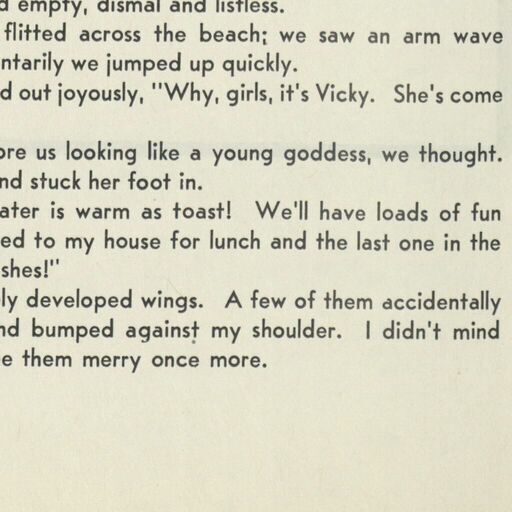 d empty, dismal and listless.
flitted across the beach; we saw an arm wave
ntarily we jumped up quickly.
d out joyously, "Why, girls, it's Vicky. She's come
ore us looking like a young goddess, we thought.
nd stuck her foot in.
ater is warm as toast! We'll have loads of fun
ed to my house for lunch and the last one in the
shes!"
ly developed wings. A few of them accidentally
nd bumped against my shoulder. I didn't mind
e them merry once more.